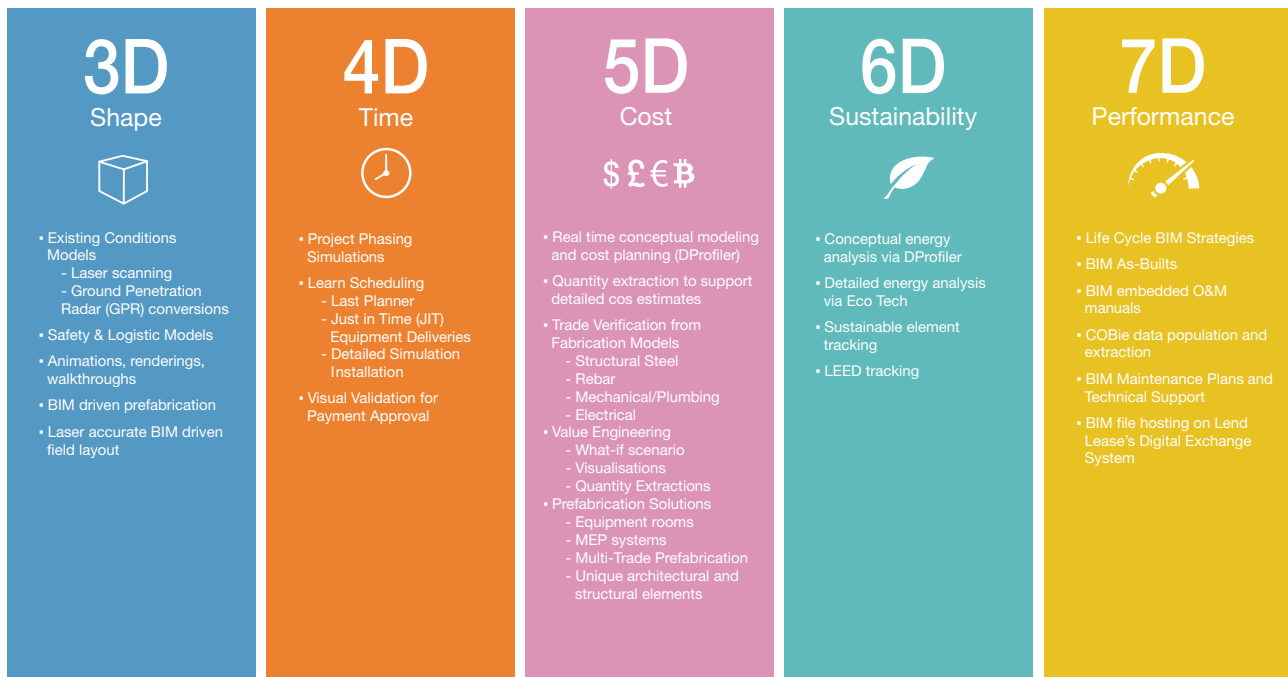 3D
Shape
▪ Existing Conditions
Models
- Laser scanning
- Ground Penetration
Radar (GPR) conversions
▪ Safety & Logistic Models
▪ Animations, renderings,
walkthroughs
▪ BIM driven prefabrication
▪ Laser accurate BIM driven
field layout
4D
Time
▪ Project Phasing
Simulations
▪ Learn Scheduling
- Last Planner
- Just in Time (JIT)
Equipment Deliveries
- Detailed Simulation
Installation
▪ Visual Validation for
Payment Approval
5D
Cost
$ £ € ₿
▪ Real time conceptual modeling
and cost planning (DProfiler)
▪ Quantity extraction to support
detailed cos estimates
▪ Trade Verification from
Fabrication Models
- Structural Steel
- Rebar
- Mechanical/Plumbing
- Electrical
▪ Value Engineering
- What-if scenario
- Visualisations
- Quantity Extractions
▪ Prefabrication Solutions
- Equipment rooms
- MEP systems
- Multi-Trade Prefabrication
- Unique architectural and
structural elements
6D
Sustainability
▪ Conceptual energy
analysis via DProfiler
▪ Detailed energy analysis
via Eco Tech
▪ Sustainable element
tracking
▪ LEED tracking
7D
Performance
▪ Life Cycle BIM Strategies
▪ BIM As-Builts
▪ BIM embedded O&M
manuals
▪ COBie data population and
extraction
▪ BIM Maintenance Plans and
Technical Support
▪ BIM file hosting on Lend
Lease's Digital Exchange
System